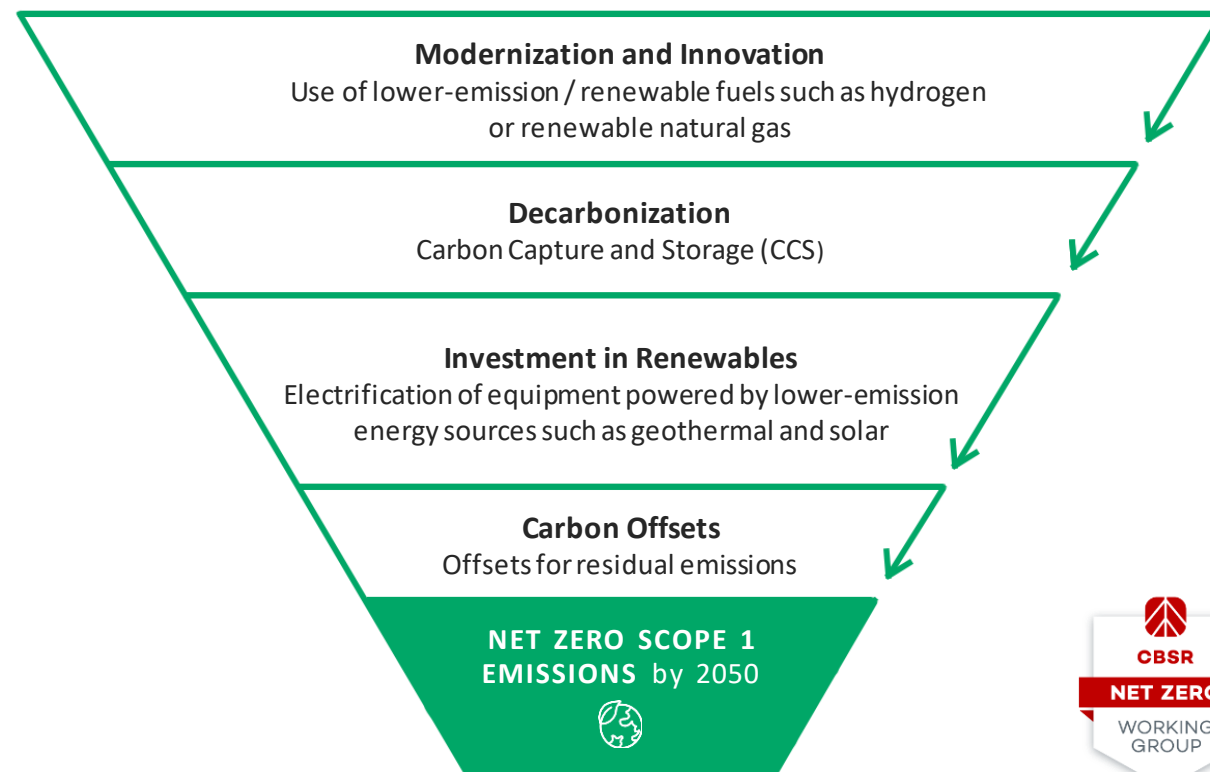 Modernization and Innovation
Use of lower-emission / renewable fuels such as hydrogen
or renewable natural gas
Decarbonization
Carbon Capture and Storage (CCS)
Investment in Renewables
Electrification of equipment powered by lower-emission
energy sources such as geothermal and solar
Carbon Offsets
Offsets for residual emissions
NET ZERO SCOPE 1
EMISSIONS by 2050
CBSR
NET ZERO
WORKING
GROUP